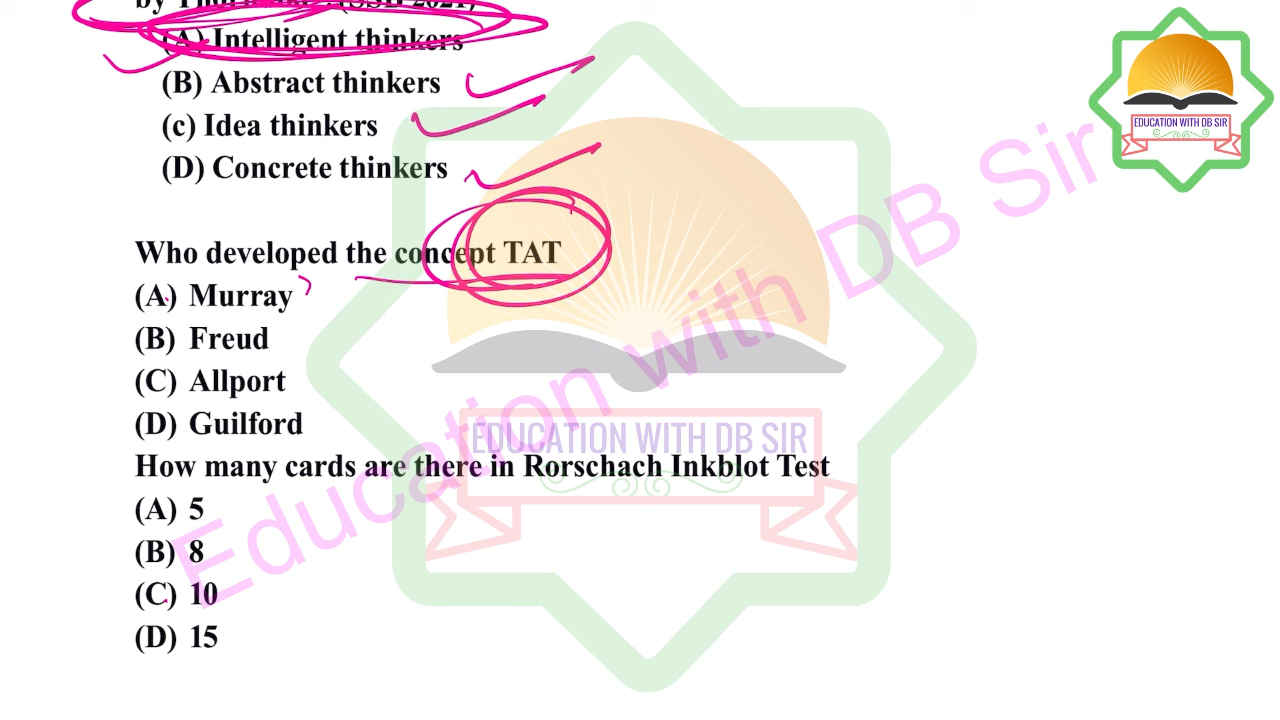 (A) Intelligent thinkers
(B) Abstract thinkers
(c) Idea thinkers
(D) Concrete thinkers
Who developed the concept TAT
(A) Murray
(B) Freud
(C) Allport
(D) Guilford
How many cards are there in Rorschach Inkblot Test
(A) 5
(B) 8
(C) 10
(D) 15
EDUCATION WITH DB SIR
EDUCATION WITH DB SIR
Education with DB Sir